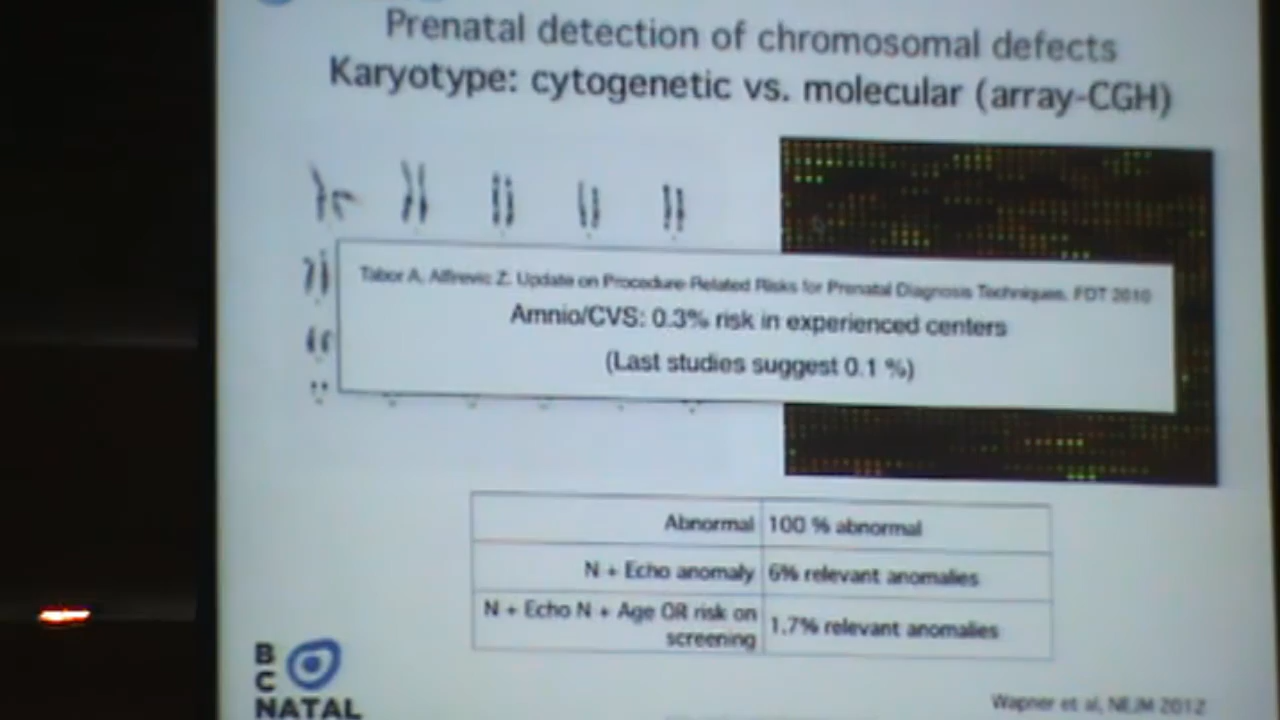 Prenatal detection of chromosomal defects
Karyotype: cytogenetic vs. molecular (array-CGH)
Tabor A, Alfirevic Z. Update on Procedure-Related Risks for Prenatal Diagnosis Techniques. FDT 2010
Amnio/CVS: 0.3% risk in experienced centers
(Last studies suggest 0.1 %)
Abnormal 100 % abnormal
N + Echo anomaly 6% relevant anomalies
N + Echo N + Age OR risk on
screening 1.7% relevant anomalies
B
C
NATAL
Wapner et al, NEJM 2012